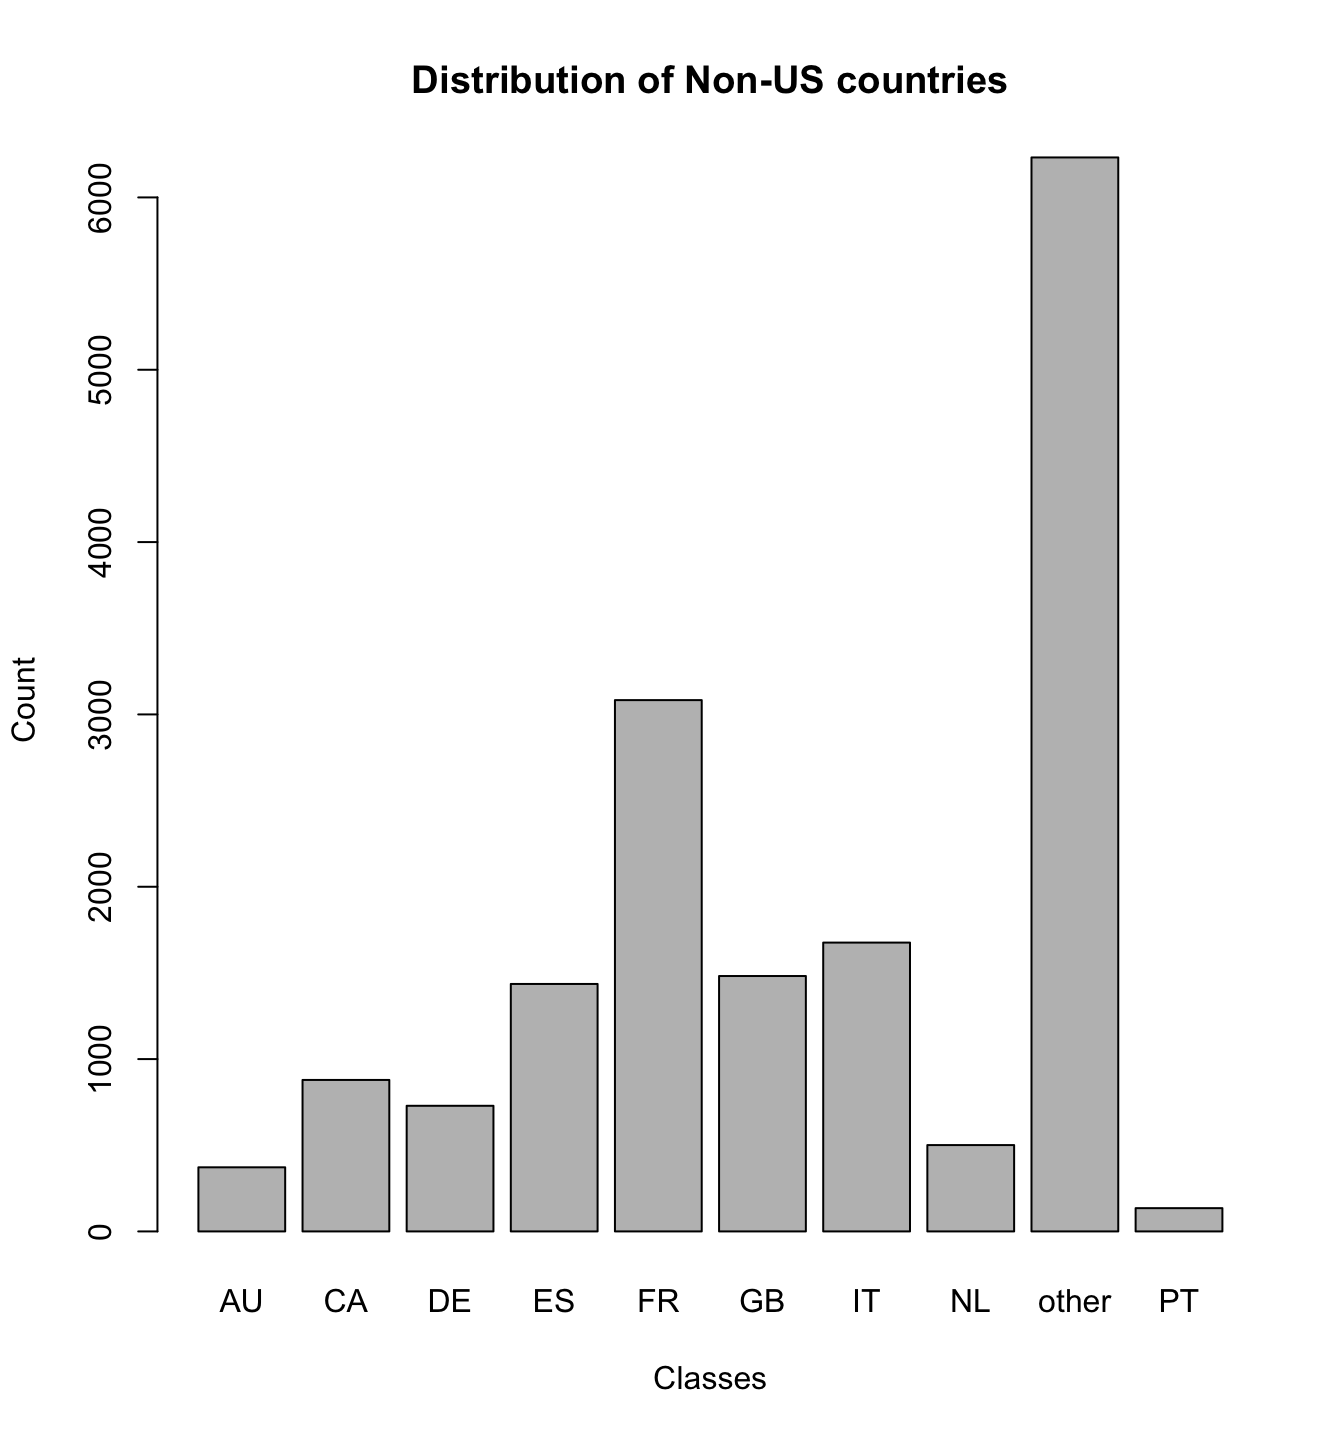 Distribution of Non-US countries
6000
5000
4000
3000
2000
1000
0
Count
AU CA DE ES FR GB IT NL other PT
Classes